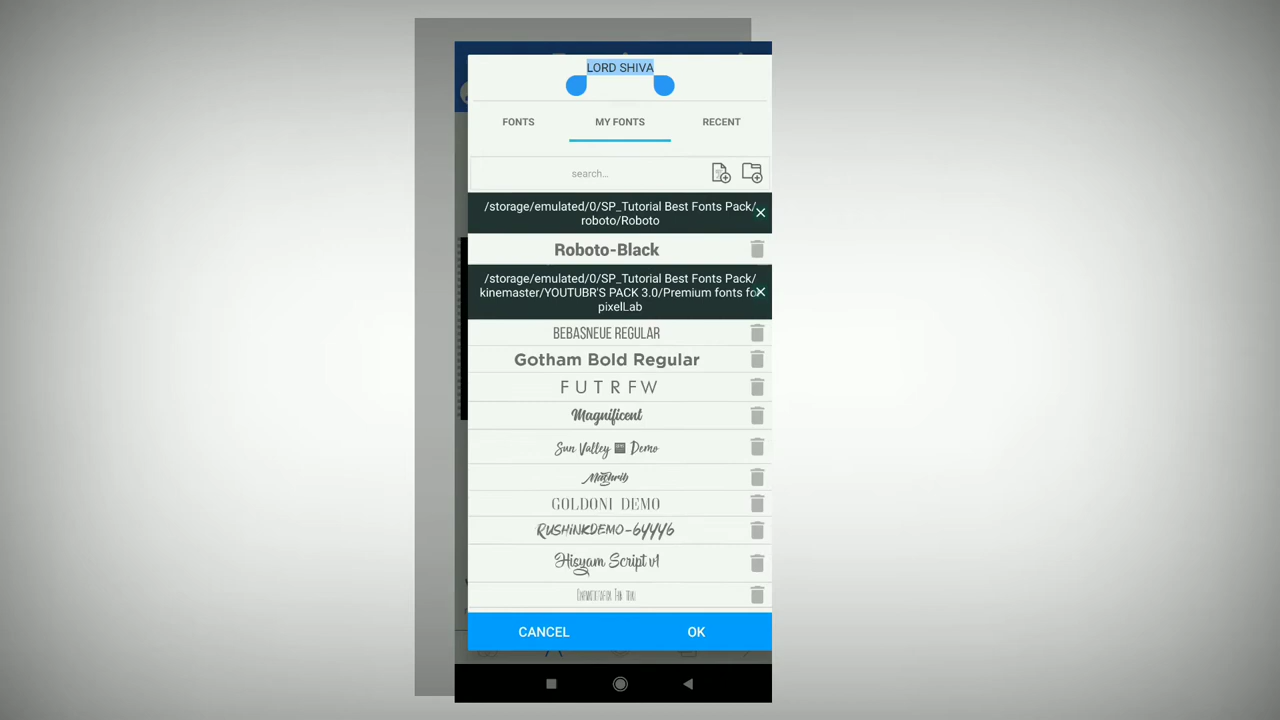 LORD SHIVA
FONTS
MY FONTS
RECENT
search...
/storage/emulated/0/SP_Tutorial Best Fonts Pack/
roboto/Roboto
Roboto-Black
/storage/emulated/0/SP_Tutorial Best Fonts Pack/
kinemaster/YOUTUBR'S PACK 3.0/Premium fonts fo
pixelLab
BEBASNEUE REGULAR
Gotham Bold Regular
FUTRFW
Magnificent
Sun Valley Demo
Maghrib
GOLDONI DEMO
RUSHINKDEMO-64YY6
Hisyam Script v1
CANCEL
OK